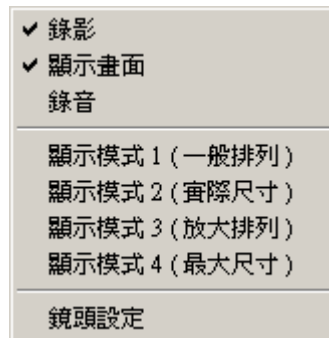 錄影
顯示畫面
錄音
顯示模式 1 ( 一般排列 )
顯示模式 2 ( 實際尺寸 )
顯示模式 3 ( 放大排列 )
顯示模式 4 ( 最大尺寸 )
鏡頭設定